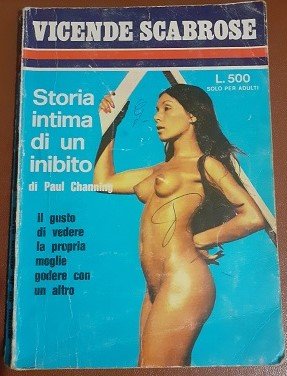 VICENDE SCABROSE
L. 500
SOLO PER ADULTI
Storia
intima
di un
inibito
di Paul Channing
Il gusto
di vedere
la propria
moglie
godere con
un altro